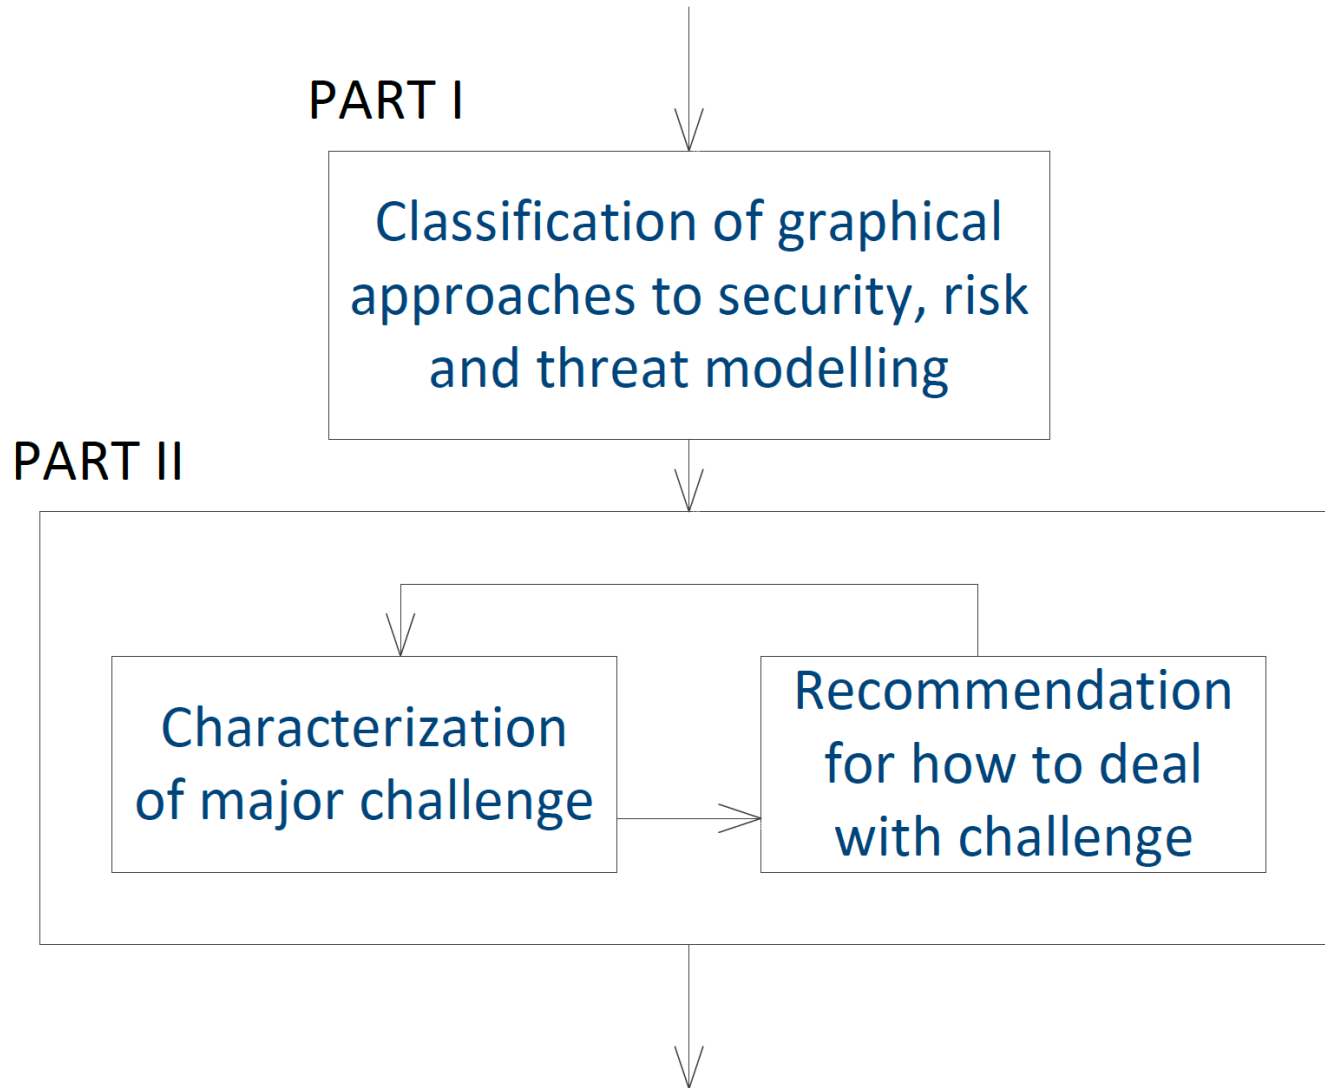 PART I
Classification of graphical
approaches to security, risk
and threat modelling
PART II
Characterization
of major challenge
Recommendation
for how to deal
with challenge